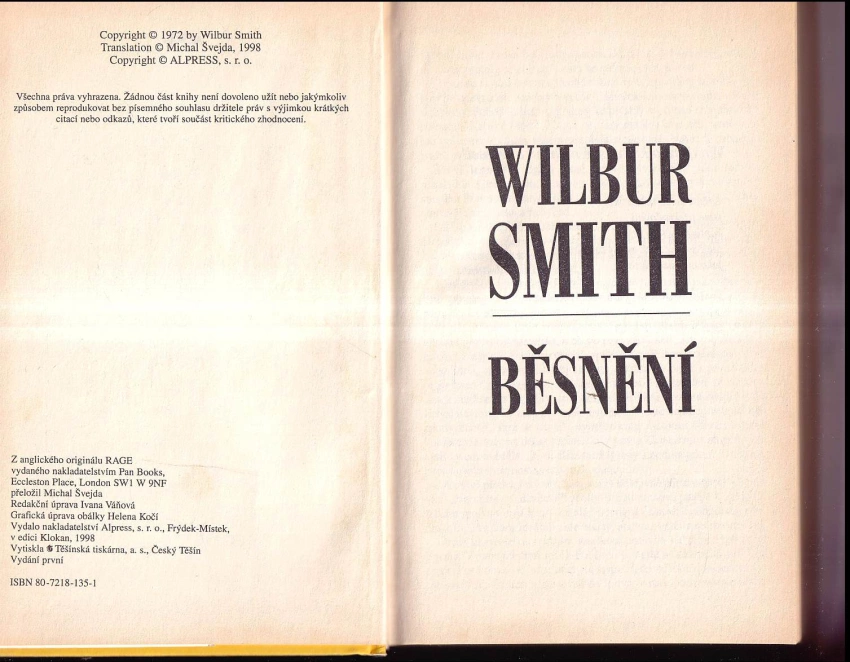 Copyright © 1972 by Wilbur Smith
Translation © Michal Švejda, 1998
Copyright © ALPRESS, s. r. o.
Všechna práva vyhrazena. Žádnou část knihy není dovoleno užít nebo jakýmkoliv
způsobem reprodukovat bez písemného souhlasu držitele práv s výjimkou krátkých
citací nebo odkazů, které tvoří součást kritického zhodnocení.
Z anglického originálu RAGE
vydaného nakladatelstvím Pan Books,
Eccleston Place, London SW1 W 9NF
přeložil Michal Švejda
Redakční úprava Ivana Váňová
Grafická úprava obálky Helena Kočí
Vydalo nakladatelství Alpress, s. r. o., Frýdek-Místek,
v edici Klokan, 1998
Vytiskla Těšínská tiskárna, a. s., Český Těšín
Vydání první
ISBN 80-7218-135-1
WILBUR
SMITH
BĚSNĚNÍ